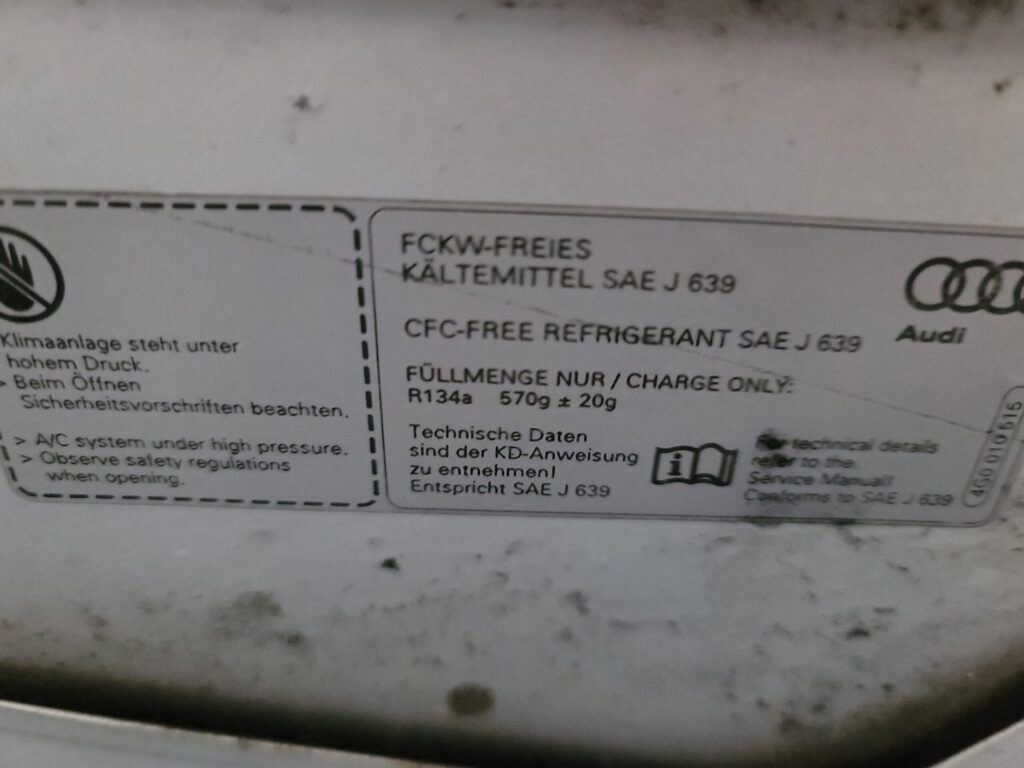 Klimaanlage steht unter
hohem Druck.
> Beim Öffnen
Sicherheitsvorschriften beachten.
> A/C system under high pressure.
> Observe safety regulations
when opening.
FCKW-FREIES
KÄLTEMITTEL SAE J 639
CFC-FREE REFRIGERANT SAE J 639
FÜLLMENGE NUR / CHARGE ONLY:
R134a 570g ± 20g
Technische Daten
sind der KD-Anweisung
zu entnehmen!
Entspricht SAE J 639
i
For technical details
refer to the
Service Manual!
Conforms to SAE J 639
Audi
4G0 010 515